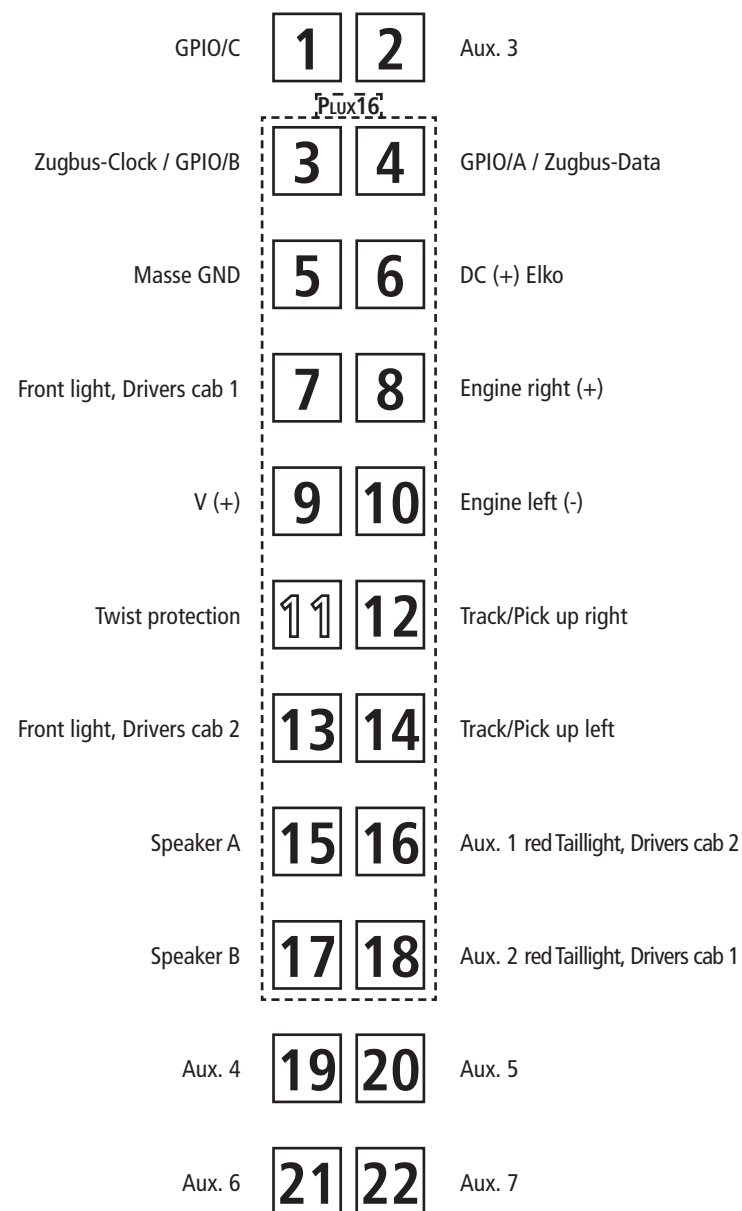 GPIO/C 1 2 Aux. 3
PLUX16
Zugbus-Clock / GPIO/B 3 4 GPIO/A / Zugbus-Data
Masse GND 5 6 DC (+) Elko
Front light, Drivers cab 1 7 8 Engine right (+)
V (+) 9 10 Engine left (-)
Twist protection 11 12 Track/Pick up right
Front light, Drivers cab 2 13 14 Track/Pick up left
Speaker A 15 16 Aux. 1 red Taillight, Drivers cab 2
Speaker B 17 18 Aux. 2 red Taillight, Drivers cab 1
Aux. 4 19 20 Aux. 5
Aux. 6 21 22 Aux. 7